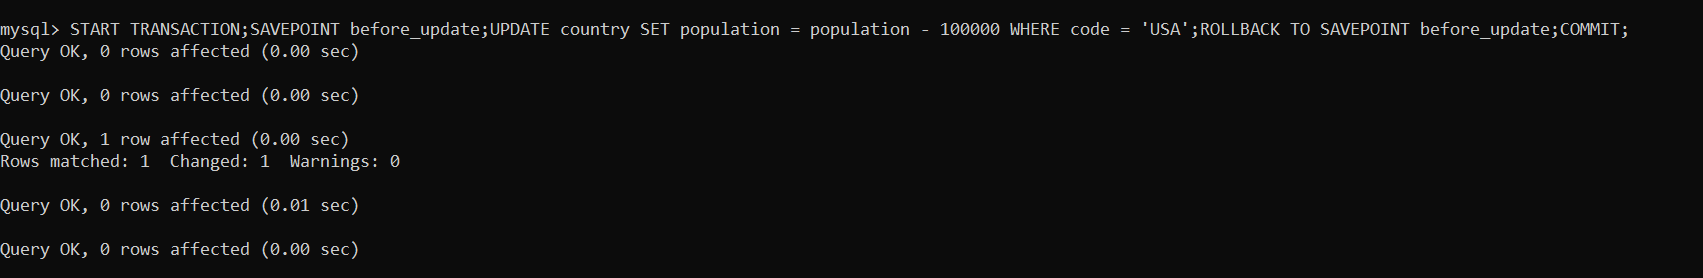 mysql> START TRANSACTION;SAVEPOINT before_update;UPDATE country SET population = population - 100000 WHERE code = 'USA';ROLLBACK TO SAVEPOINT before_update;COMMIT;
Query OK, 0 rows affected (0.00 sec)
Query OK, 0 rows affected (0.00 sec)
Query OK, 1 row affected (0.00 sec)
Rows matched: 1  Changed: 1  Warnings: 0
Query OK, 0 rows affected (0.01 sec)
Query OK, 0 rows affected (0.00 sec)